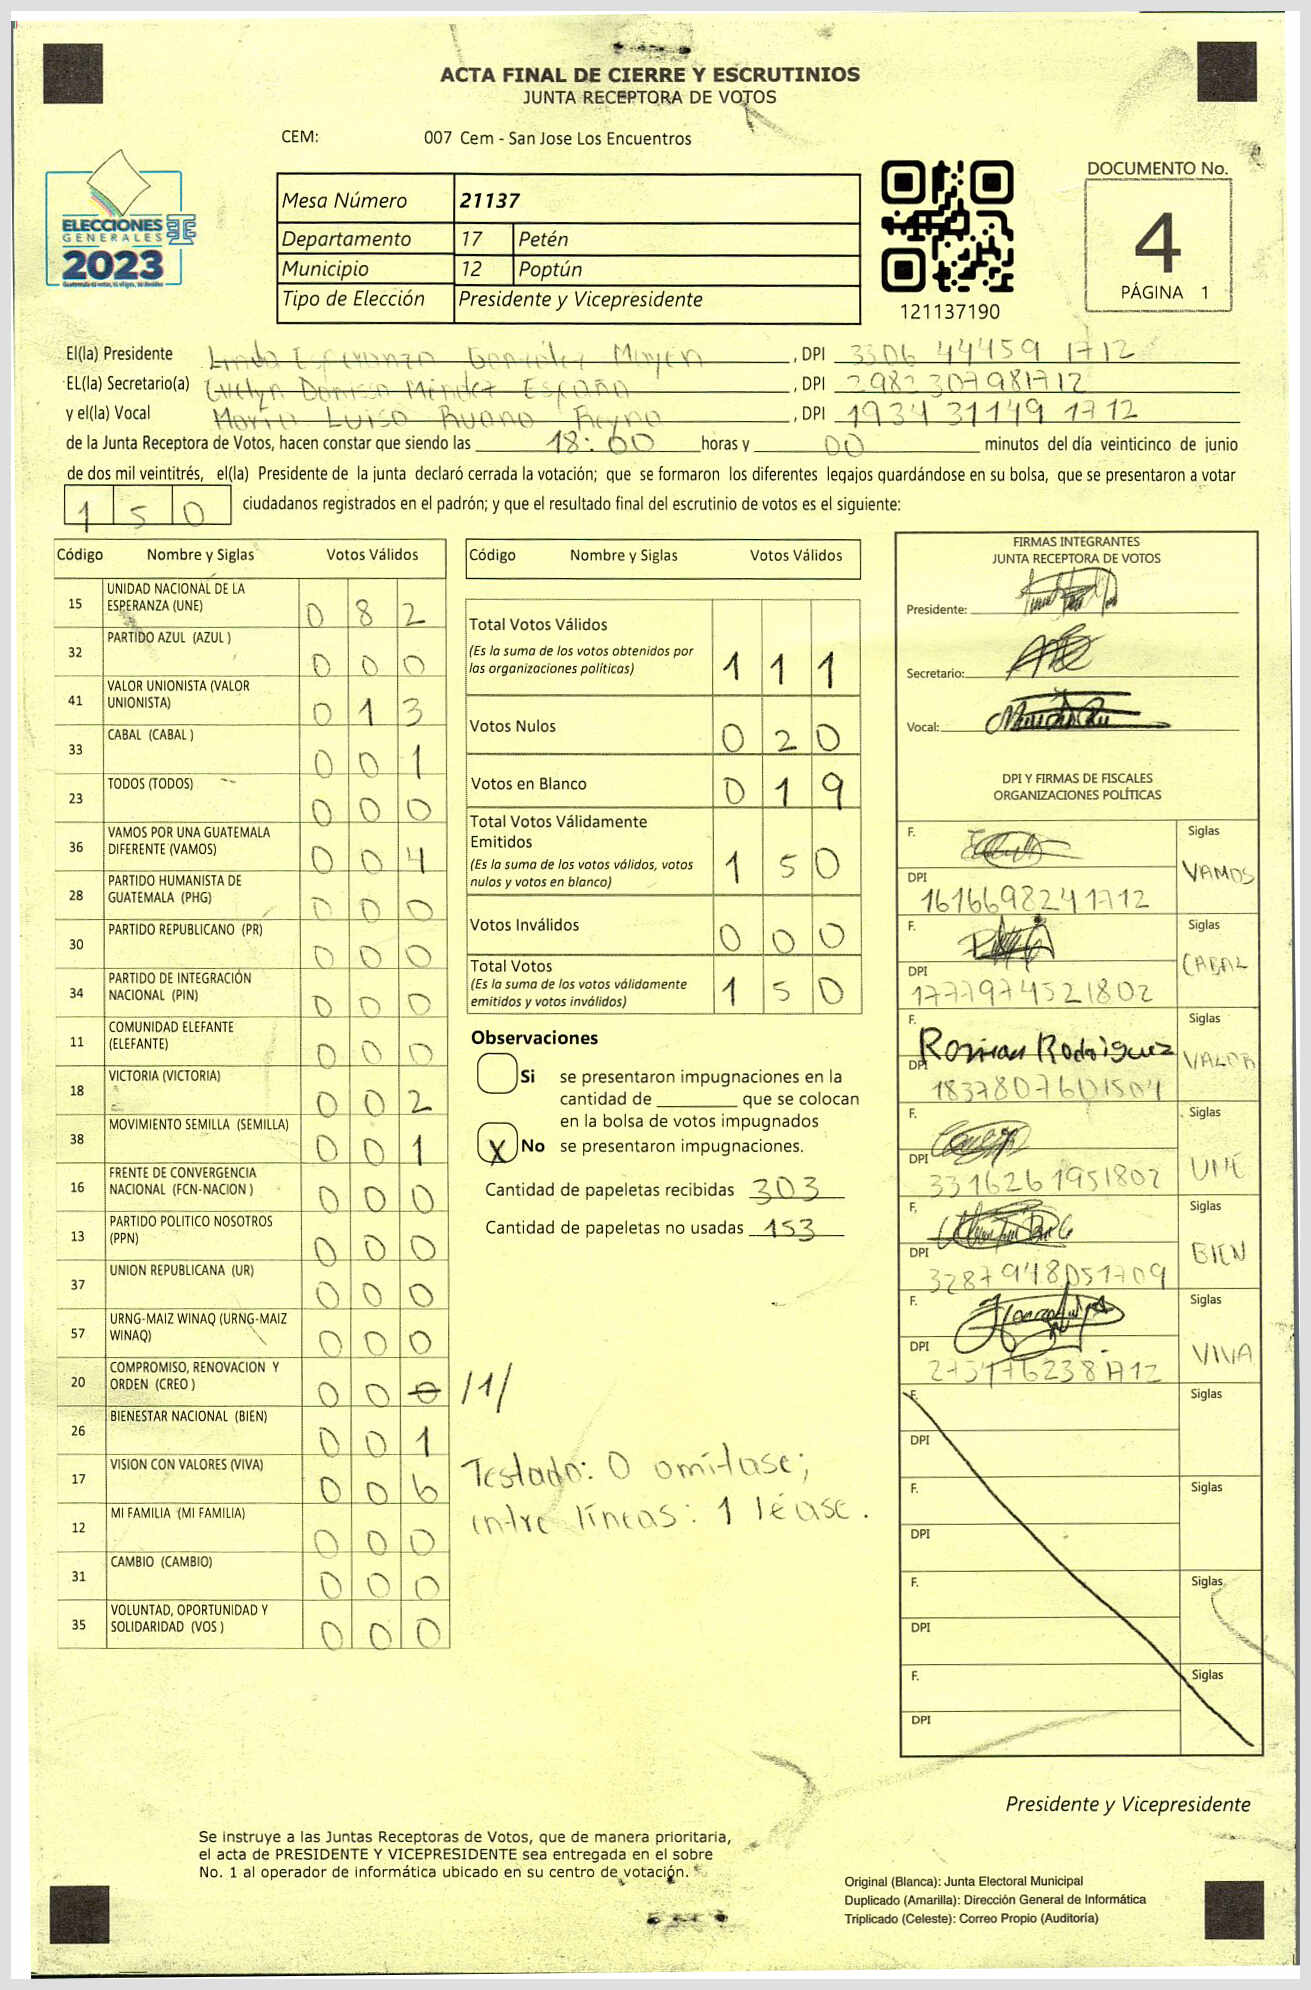 ACTA FINAL DE CIERRE Y ESCRUTINIOS
JUNTA RECEPTORA DE VOTOS
CEM: 007 Cem - San Jose Los Encuentros
ELECCIONES
GENERALES
2023
Mesa Número 21137
Departamento 17 Petén
Municipio 12 Poptún
Tipo de Elección Presidente y Vicepresidente
121137190
DOCUMENTO No.
4
PÁGINA 1
El(la) Presidente Linda Esperanza González Mayen , DPI 3306 44459 1712
EL(la) Secretario(a) Evelyn Danissa Méndez España , DPI 2982307981712
y el(la) Vocal María Luisa Ruano Reyna , DPI 1934 31149 1712
de la Junta Receptora de Votos, hacen constar que siendo las 18:00 horas y 00 minutos del día veinticinco de junio
de dos mil veintitrés, el(la) Presidente de la junta declaró cerrada la votación; que se formaron los diferentes legajos guardándose en su bolsa, que se presentaron a votar
150 ciudadanos registrados en el padrón; y que el resultado final del escrutinio de votos es el siguiente:
Código Nombre y Siglas Votos Válidos
15 UNIDAD NACIONAL DE LA ESPERANZA (UNE) 0 8 2
32 PARTIDO AZUL (AZUL ) 0 0 0
41 VALOR UNIONISTA (VALOR UNIONISTA) 0 1 3
33 CABAL (CABAL ) 0 0 1
23 TODOS (TODOS) 0 0 0
36 VAMOS POR UNA GUATEMALA DIFERENTE (VAMOS) 0 0 4
28 PARTIDO HUMANISTA DE GUATEMALA (PHG) 0 0 0
30 PARTIDO REPUBLICANO (PR) 0 0 0
34 PARTIDO DE INTEGRACIÓN NACIONAL (PIN) 0 0 0
11 COMUNIDAD ELEFANTE (ELEFANTE) 0 0 0
18 VICTORIA (VICTORIA) 0 0 2
38 MOVIMIENTO SEMILLA (SEMILLA) 0 0 1
16 FRENTE DE CONVERGENCIA NACIONAL (FCN-NACION ) 0 0 0
13 PARTIDO POLITICO NOSOTROS (PPN) 0 0 0
37 UNION REPUBLICANA (UR) 0 0 0
57 URNG-MAIZ WINAQ (URNG-MAIZ WINAQ) 0 0 0
20 COMPROMISO, RENOVACION Y ORDEN (CREO ) 0 0 0 /1/
26 BIENESTAR NACIONAL (BIEN) 0 0 1
17 VISION CON VALORES (VIVA) 0 0 6
12 MI FAMILIA (MI FAMILIA) 0 0 0
31 CAMBIO (CAMBIO) 0 0 0
35 VOLUNTAD, OPORTUNIDAD Y SOLIDARIDAD (VOS ) 0 0 0
Código Nombre y Siglas Votos Válidos
Total Votos Válidos 1 1 1
(Es la suma de los votos obtenidos por
las organizaciones políticas)
Votos Nulos 0 2 0
Votos en Blanco 0 1 9
Total Votos Válidamente
Emitidos 1 5 0
(Es la suma de los votos válidos, votos
nulos y votos en blanco)
Votos Inválidos 0 0 0
Total Votos 1 5 0
(Es la suma de los votos válidamente
emitidos y votos inválidos)
Observaciones
Si se presentaron impugnaciones en la
cantidad de ________ que se colocan
en la bolsa de votos impugnados
X No se presentaron impugnaciones.
Cantidad de papeletas recibidas 303
Cantidad de papeletas no usadas 153
Testado: 0 omítase;
entre líneas: 1 léase.
FIRMAS INTEGRANTES
JUNTA RECEPTORA DE VOTOS
Presidente:
Secretario:
Vocal:
DPI Y FIRMAS DE FISCALES
ORGANIZACIONES POLÍTICAS
F. Siglas VAMOS
DPI 1616698241712
F. Siglas CABAL
DPI 1777974521802
F. Roman Rodriguez Siglas VALOR
DPI 1837807601504
F. Siglas UNE
DPI 3316261951802
F. Siglas BIEN
DPI 3287948051709
F. Siglas VIVA
DPI
F. Siglas
DPI
F. Siglas
DPI
F. Siglas
DPI
F. Siglas
DPI
Presidente y Vicepresidente
Se instruye a las Juntas Receptoras de Votos, que de manera prioritaria,
el acta de PRESIDENTE Y VICEPRESIDENTE sea entregada en el sobre
No. 1 al operador de informática ubicado en su centro de votación.
Original (Blanca): Junta Electoral Municipal
Duplicado (Amarilla): Dirección General de Informática
Triplicado (Celeste): Correo Propio (Auditoría)